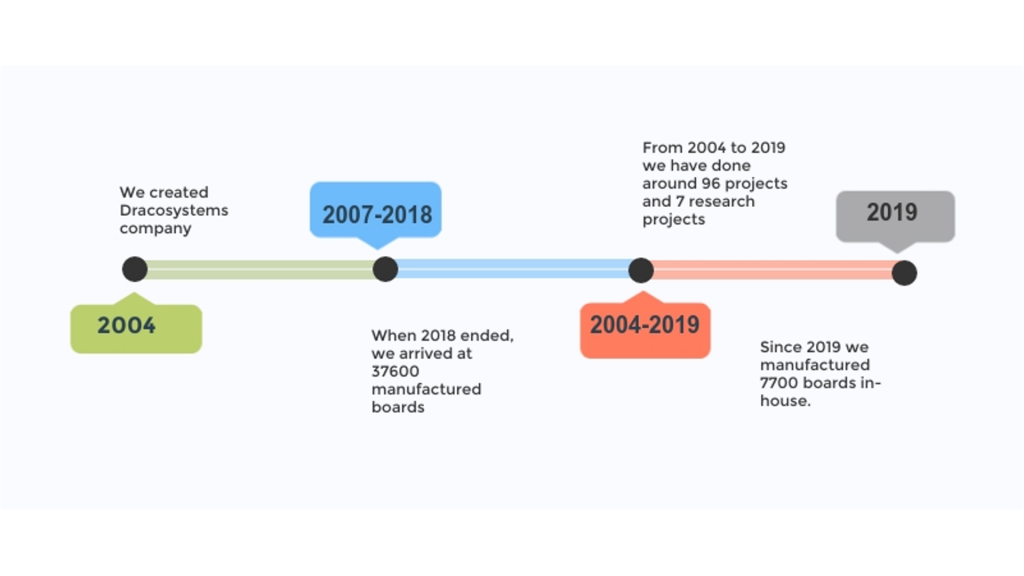 We created
Dracosystems
company
2004
2007-2018
When 2018 ended,
we arrived at
37600
manufactured
boards
From 2004 to 2019
we have done
around 96 projects
and 7 research
projects
2004-2019
2019
Since 2019 we
manufactured
7700 boards in-
house.